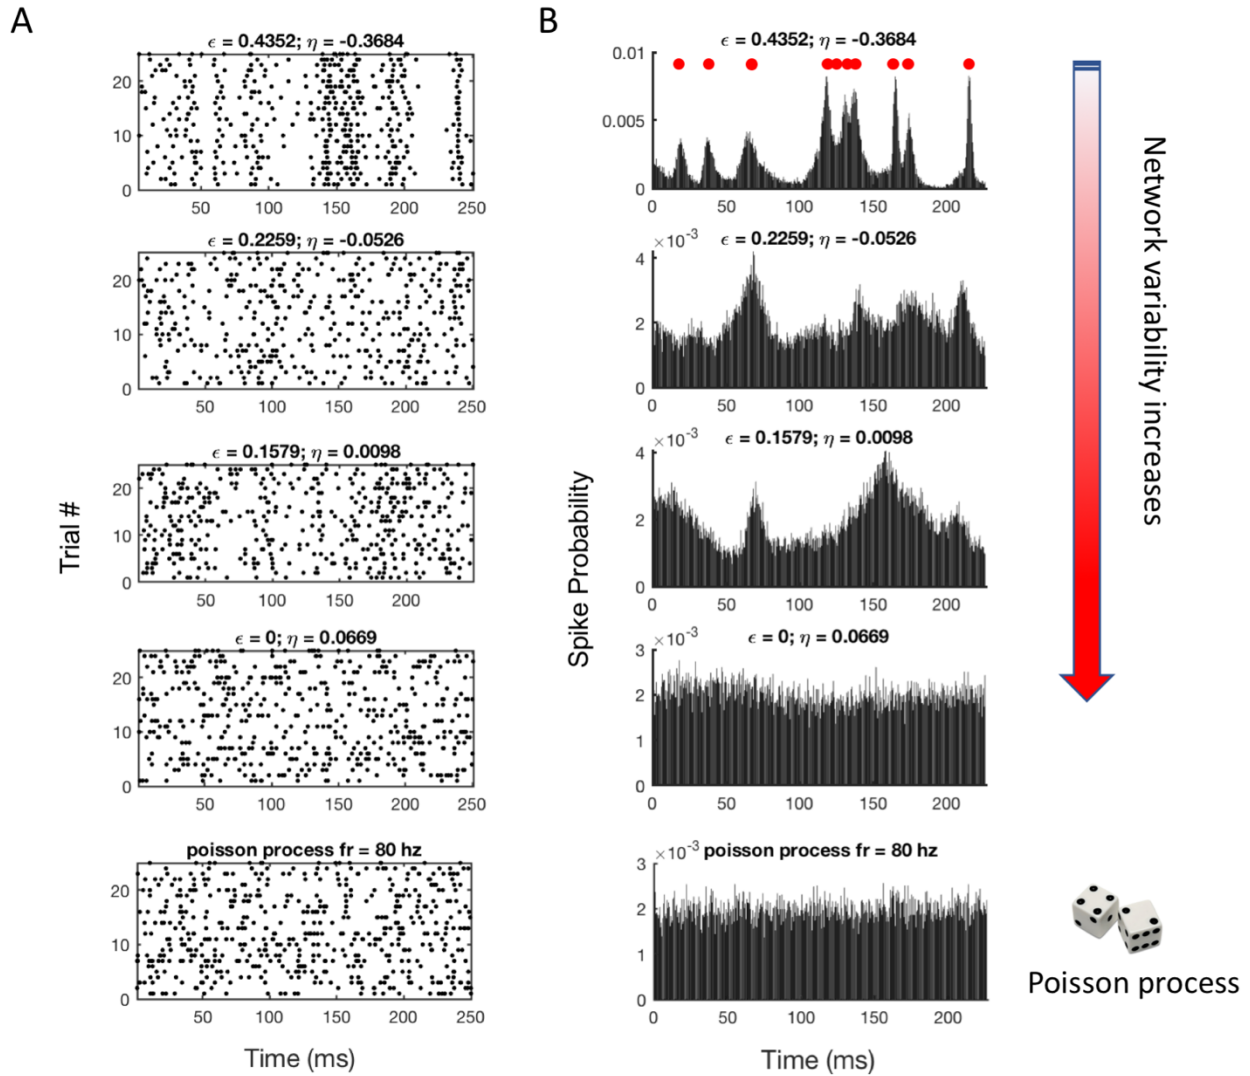 A
B
ϵ = 0.4352; η = -0.3684
20
10
0
50 100 150 200 250
ϵ = 0.2259; η = -0.0526
20
10
0
50 100 150 200 250
ϵ = 0.1579; η = 0.0098
20
10
0
50 100 150 200
ϵ = 0; η = 0.0669
20
10
0
50 100 150 200 250
poisson process fr = 80 hz
20
10
0
50 100 150 200 250
Trial #
Time (ms)
ϵ = 0.4352; η = -0.3684
0.01
0.005
0
0 50 100 150 200
×10⁻³
ϵ = 0.2259; η = -0.0526
4
2
0
0 50 100 150 200
×10⁻³
ϵ = 0.1579; η = 0.0098
4
2
0
0 50 100 150 200
×10⁻³
ϵ = 0; η = 0.0669
3
2
1
0
0 50 100 150 200
×10⁻³
poisson process fr = 80 hz
3
2
1
0
0 50 100 150 200
Spike Probability
Time (ms)
Network variability increases
Poisson process